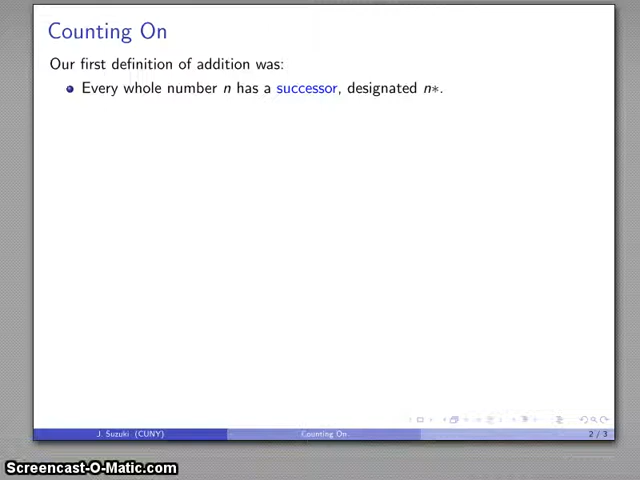 Counting On
Our first definition of addition was:
Every whole number n has a successor, designated n∗.
J. Suzuki (CUNY)
Counting On
2 / 3
Screencast-O-Matic.com